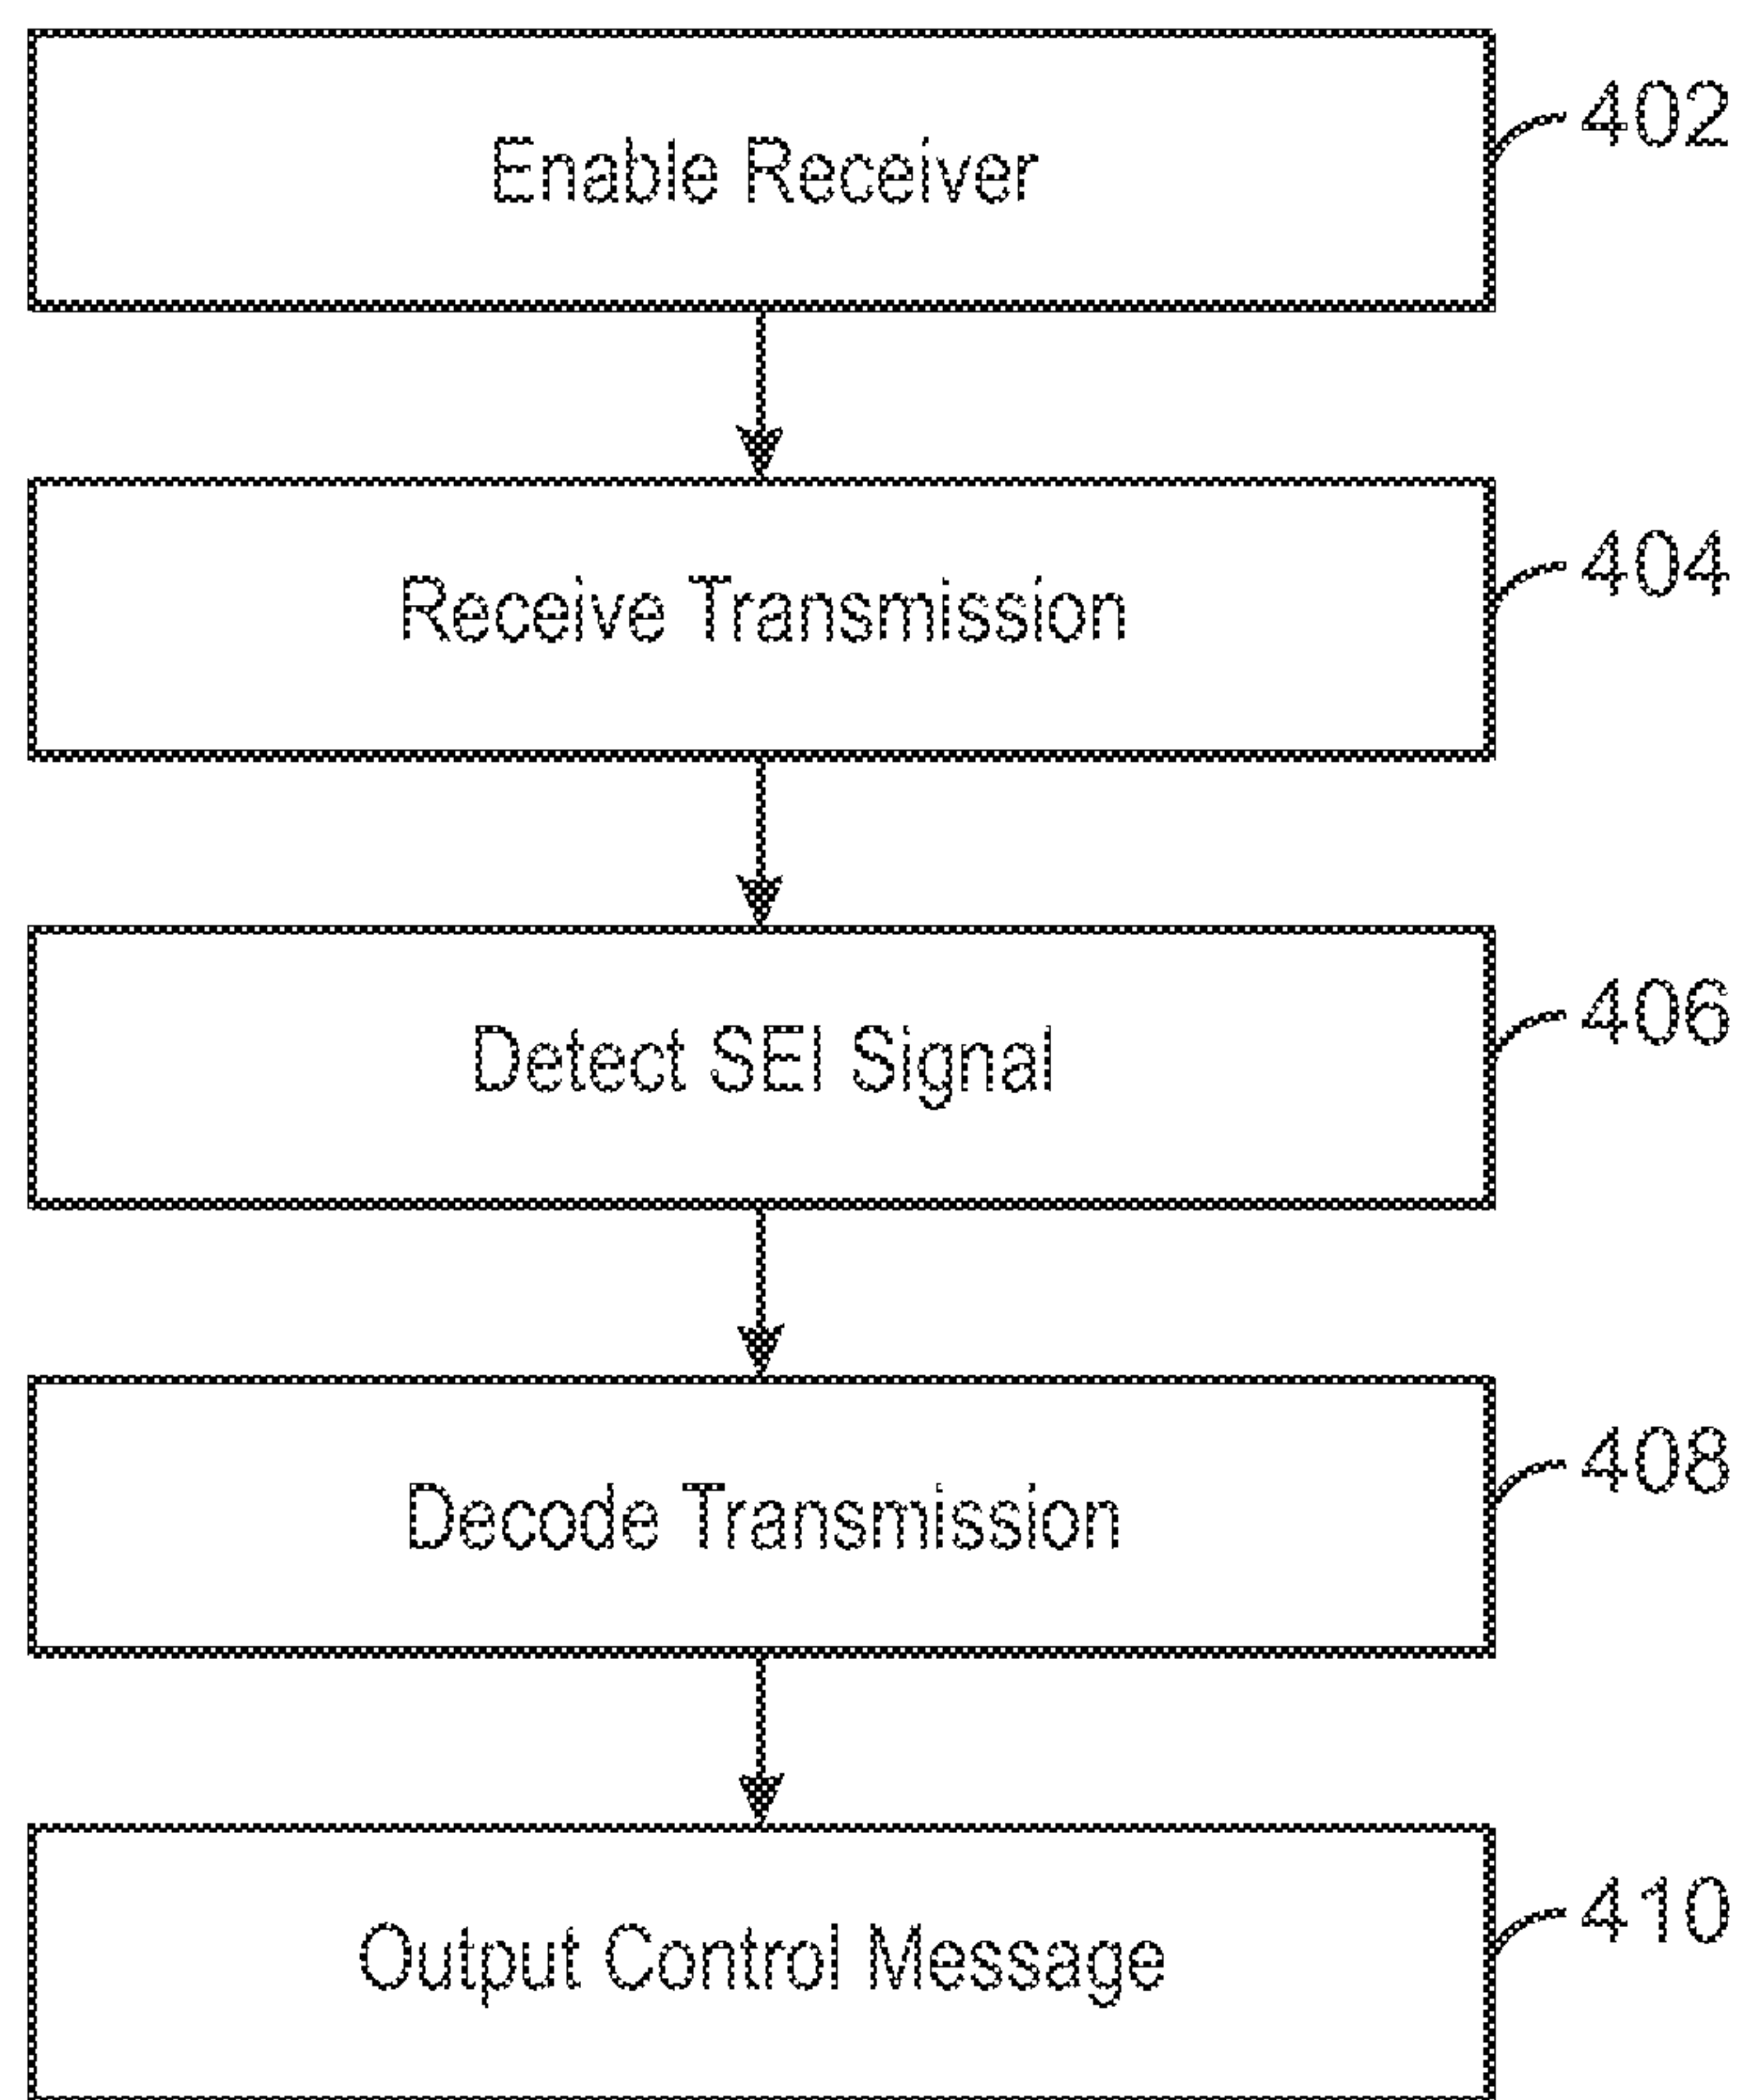 Enable Receiver
402
Receive Transmission
404
Detect SEI Signal
406
Decode Transmission
408
Output Control Message
410